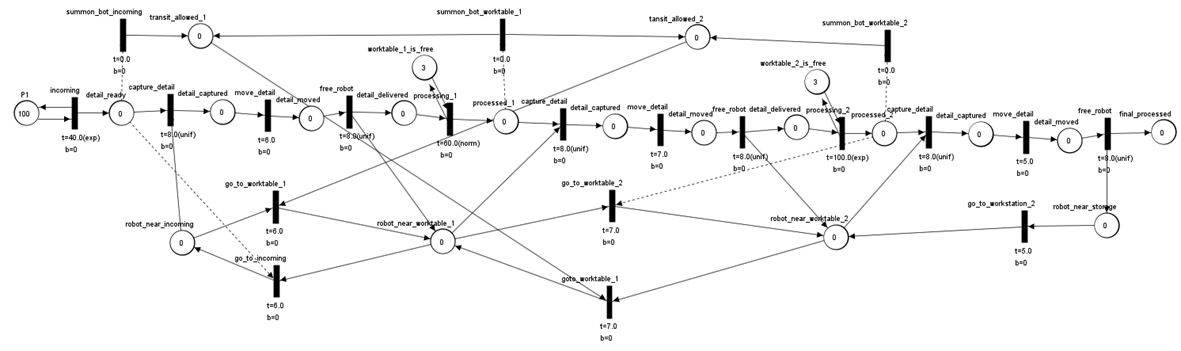 summon_bot_incoming
transit_allowed_1
summon_bot_worktable_1
tansit_allowed_2
summon_bot_worktable_2
t=0.0
b=0
0
t=0.0
b=0
0
t=0.0
b=0
worktable_1_is_free
3
worktable_2_is_free
3
P1
100
incoming
t=40.0(exp)
b=0
detail_ready
0
capture_detail
t=8.0(unif)
b=0
detail_captured
0
move_detail
t=6.0
b=0
detail_moved
0
free_robot
t=8.0(unif)
b=0
detail_delivered
0
processing_1
t=60.0(norm)
b=0
processed_1
0
capture_detail
t=8.0(unif)
b=0
detail_captured
0
move_detail
t=7.0
b=0
detail_moved
0
free_robot
t=8.0(unif)
b=0
detail_delivered
0
processing_2
t=100.0(exp)
b=0
processed_2
0
capture_detail
t=8.0(unif)
b=0
detail_captured
0
move_detail
t=5.0
b=0
detail_moved
0
free_robot
t=8.0(unif)
b=0
final_processed
0
robot_near_incoming
0
go_to_worktable_1
t=6.0
b=0
go_to_incoming
t=6.0
b=0
robot_near_worktable_1
0
go_to_worktable_2
t=7.0
b=0
goto_worktable_1
t=7.0
b=0
robot_near_worktable_2
0
go_to_workstation_2
t=5.0
b=0
robot_near_storage
0